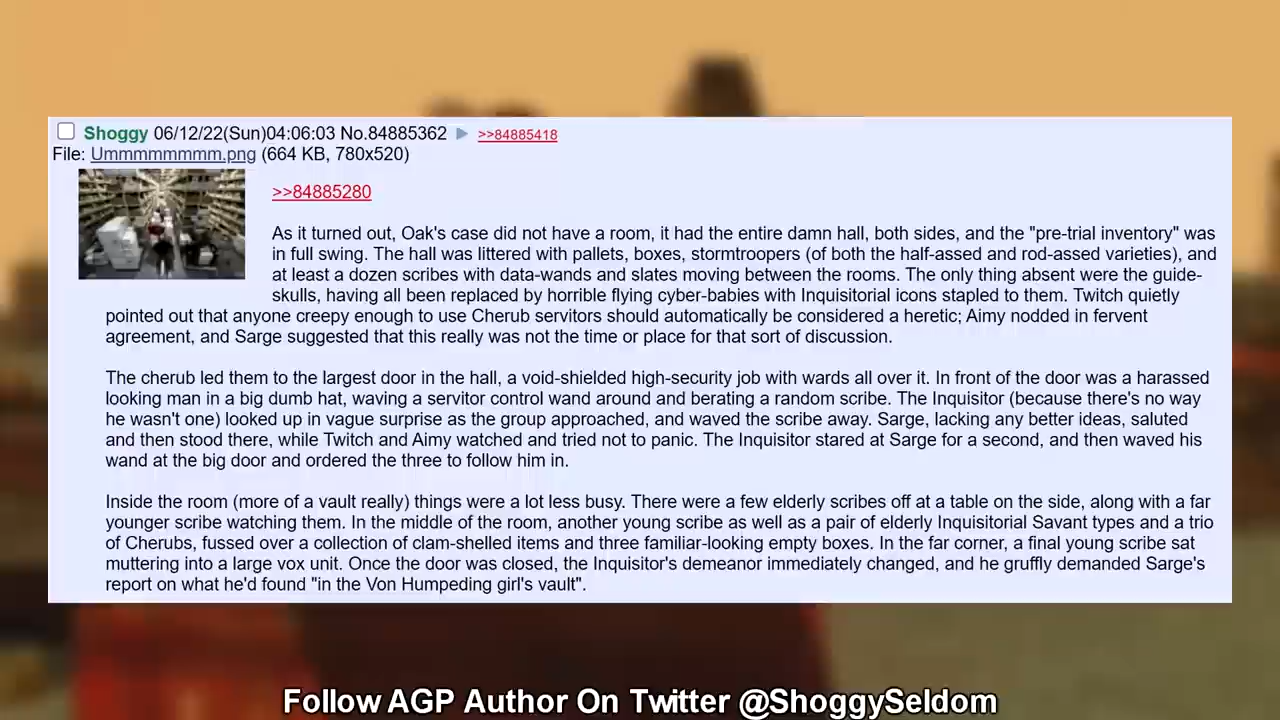 Shoggy 06/12/22(Sun)04:06:03 No.84885362 ▶ >>84885418
File: Ummmmmmmm.png (664 KB, 780x520)
>>84885280
As it turned out, Oak's case did not have a room, it had the entire damn hall, both sides, and the "pre-trial inventory" was
in full swing. The hall was littered with pallets, boxes, stormtroopers (of both the half-assed and rod-assed varieties), and
at least a dozen scribes with data-wands and slates moving between the rooms. The only thing absent were the guide-
skulls, having all been replaced by horrible flying cyber-babies with Inquisitorial icons stapled to them. Twitch quietly
pointed out that anyone creepy enough to use Cherub servitors should automatically be considered a heretic; Aimy nodded in fervent
agreement, and Sarge suggested that this really was not the time or place for that sort of discussion.
The cherub led them to the largest door in the hall, a void-shielded high-security job with wards all over it. In front of the door was a harassed
looking man in a big dumb hat, waving a servitor control wand around and berating a random scribe. The Inquisitor (because there's no way
he wasn't one) looked up in vague surprise as the group approached, and waved the scribe away. Sarge, lacking any better ideas, saluted
and then stood there, while Twitch and Aimy watched and tried not to panic. The Inquisitor stared at Sarge for a second, and then waved his
wand at the big door and ordered the three to follow him in.
Inside the room (more of a vault really) things were a lot less busy. There were a few elderly scribes off at a table on the side, along with a far
younger scribe watching them. In the middle of the room, another young scribe as well as a pair of elderly Inquisitorial Savant types and a trio
of Cherubs, fussed over a collection of clam-shelled items and three familiar-looking empty boxes. In the far corner, a final young scribe sat
muttering into a large vox unit. Once the door was closed, the Inquisitor's demeanor immediately changed, and he gruffly demanded Sarge's
report on what he'd found "in the Von Humpeding girl's vault".
Follow AGP Author On Twitter @ShoggySeldom